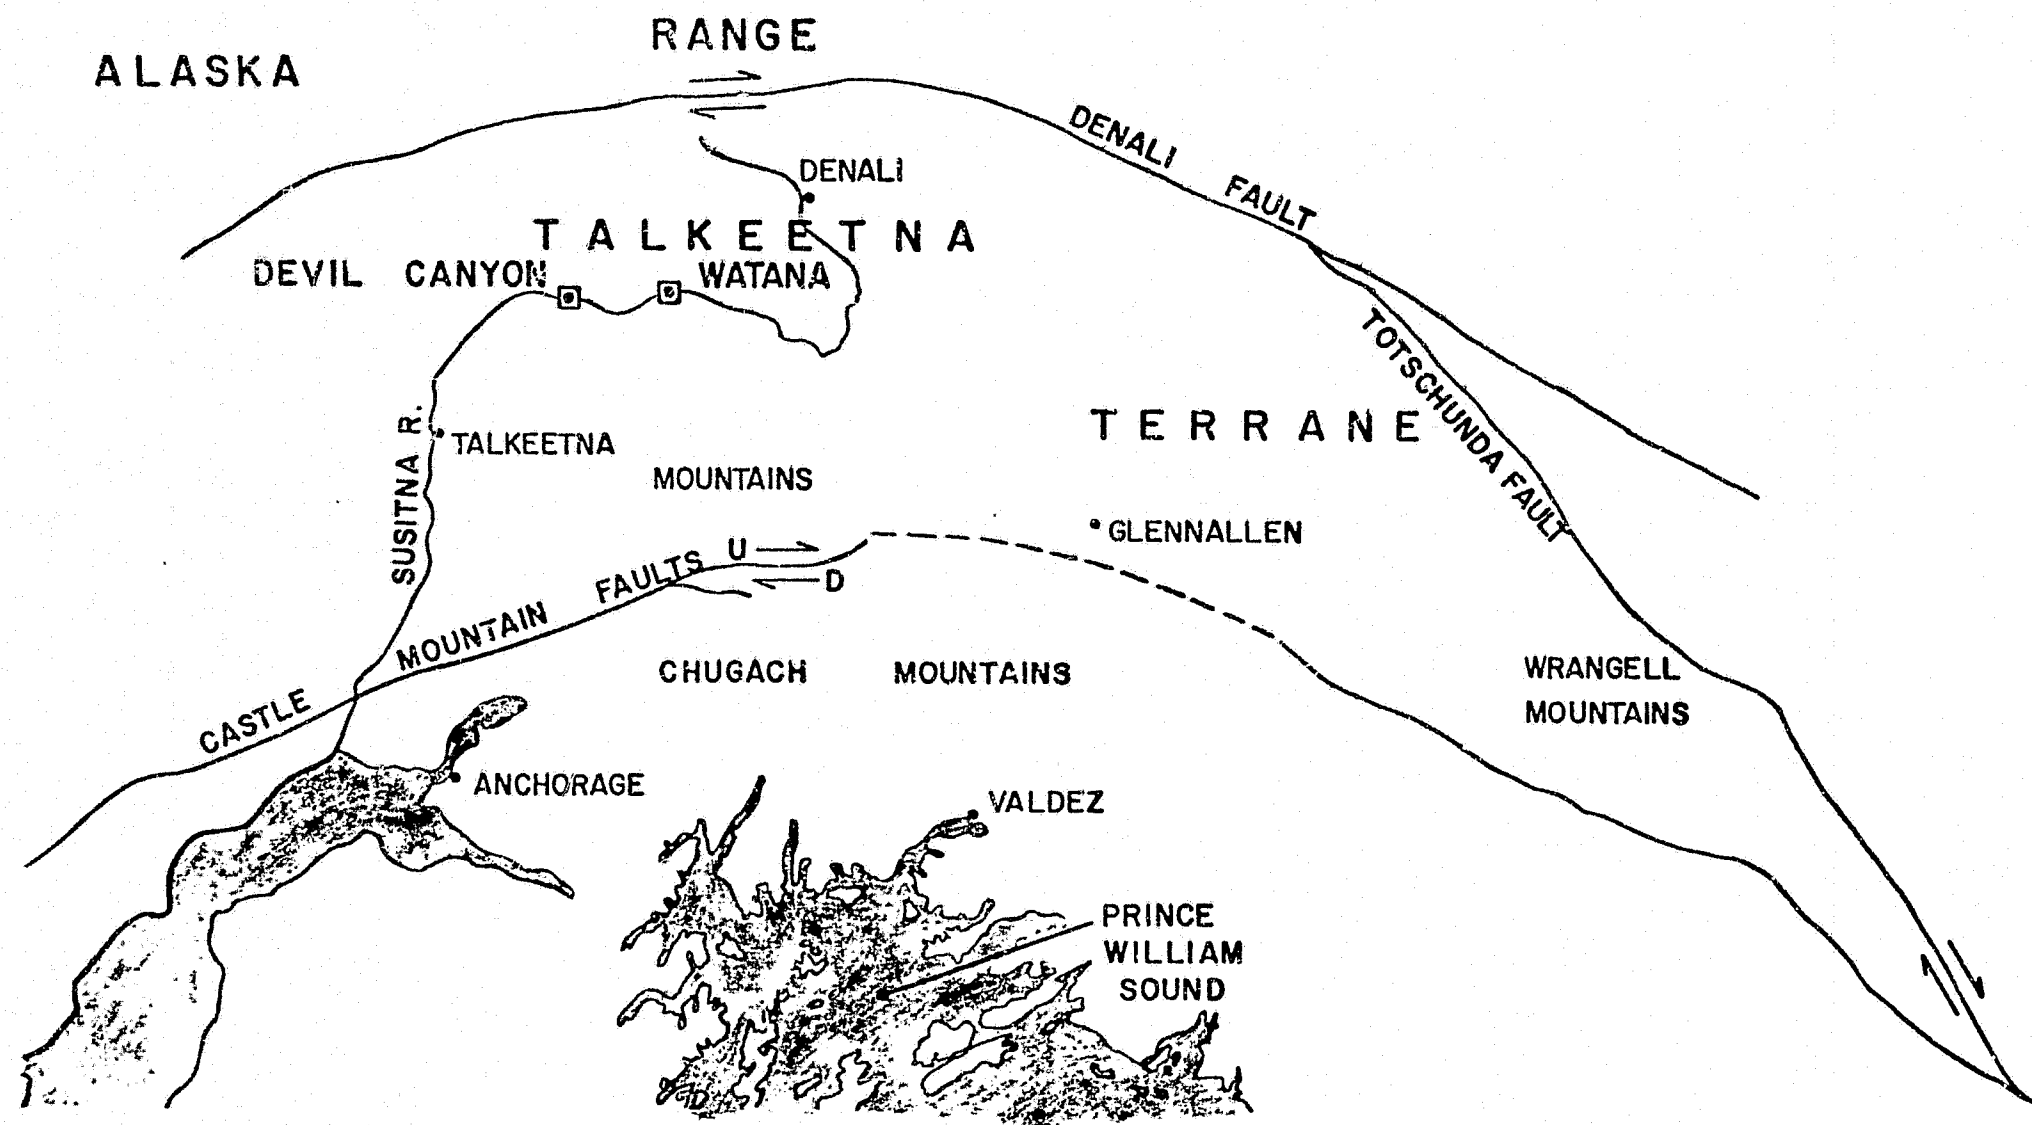 RANGE
ALASKA
DENALI FAULT
DENALI
TALKEETNA
DEVIL CANYON
WATANA
TOTSCHUNDA FAULT
SUSITNA R.
TALKEETNA
TERRANE
MOUNTAINS
GLENNALLEN
U
D
CASTLE MOUNTAIN FAULTS
CHUGACH MOUNTAINS
WRANGELL
MOUNTAINS
ANCHORAGE
VALDEZ
PRINCE
WILLIAM
SOUND